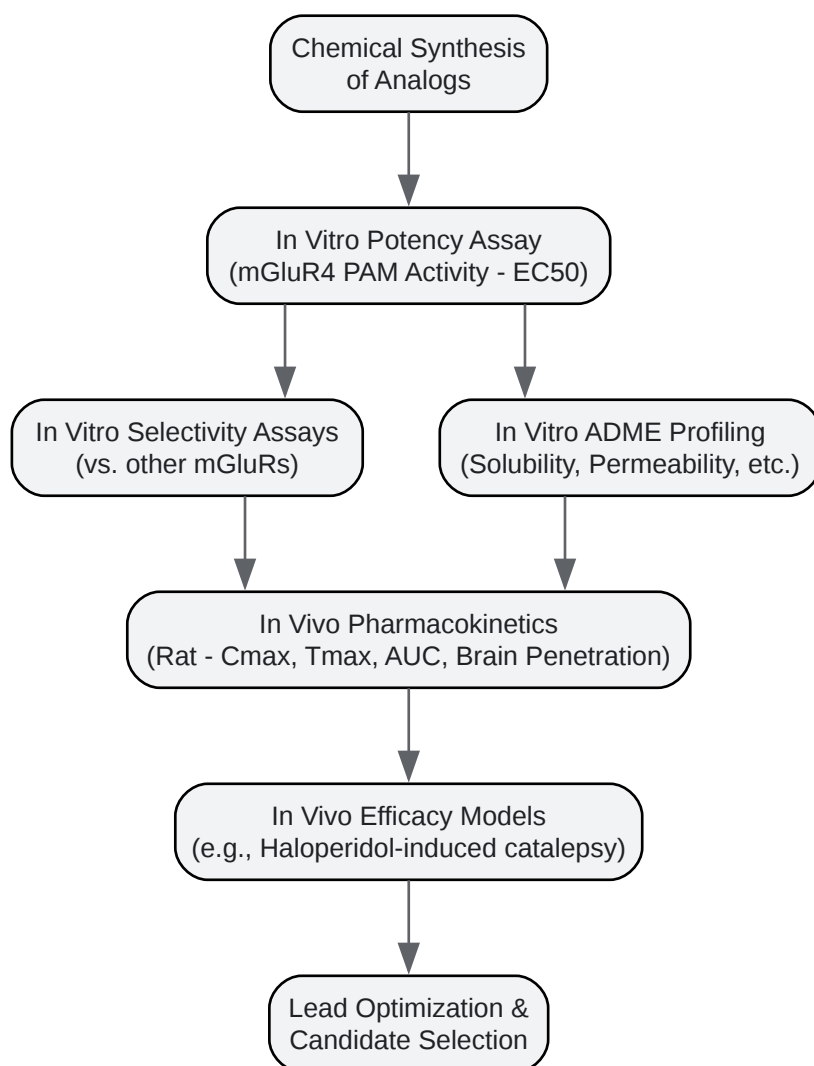 Chemical Synthesis
of Analogs
In Vitro Potency Assay
(mGluR4 PAM Activity - EC50)
In Vitro Selectivity Assays
(vs. other mGluRs)
In Vitro ADME Profiling
(Solubility, Permeability, etc.)
In Vivo Pharmacokinetics
(Rat - Cmax, Tmax, AUC, Brain Penetration)
In Vivo Efficacy Models
(e.g., Haloperidol-induced catalepsy)
Lead Optimization &
Candidate Selection